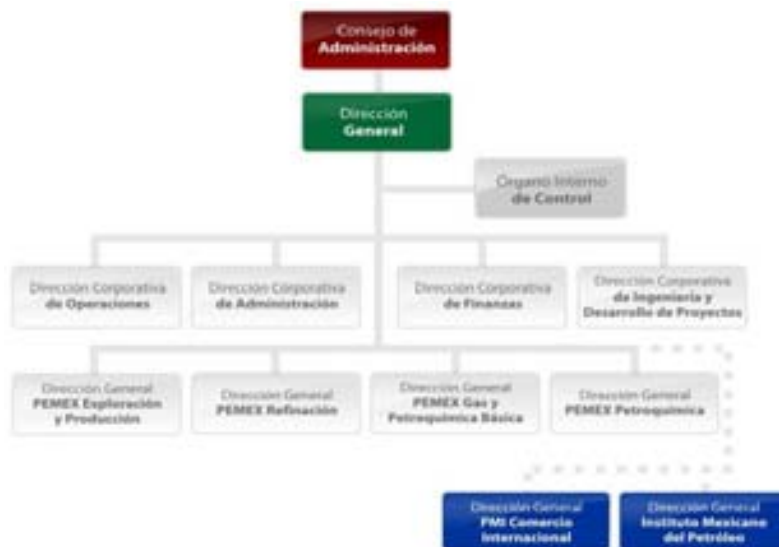 Consejo de
Administración
Dirección
General
Órgano Interno
de Control
Dirección Corporativa
de Operaciones
Dirección Corporativa
de Administración
Dirección Corporativa
de Finanzas
Dirección Corporativa
de Ingeniería y
Desarrollo de Proyectos
Dirección General
PEMEX Exploración
y Producción
Dirección General
PEMEX Refinación
Dirección General
PEMEX Gas y
Petroquímica Básica
Dirección General
PEMEX Petroquímica
Dirección General
PMI Comercio
Internacional
Dirección General
Instituto Mexicano
del Petróleo